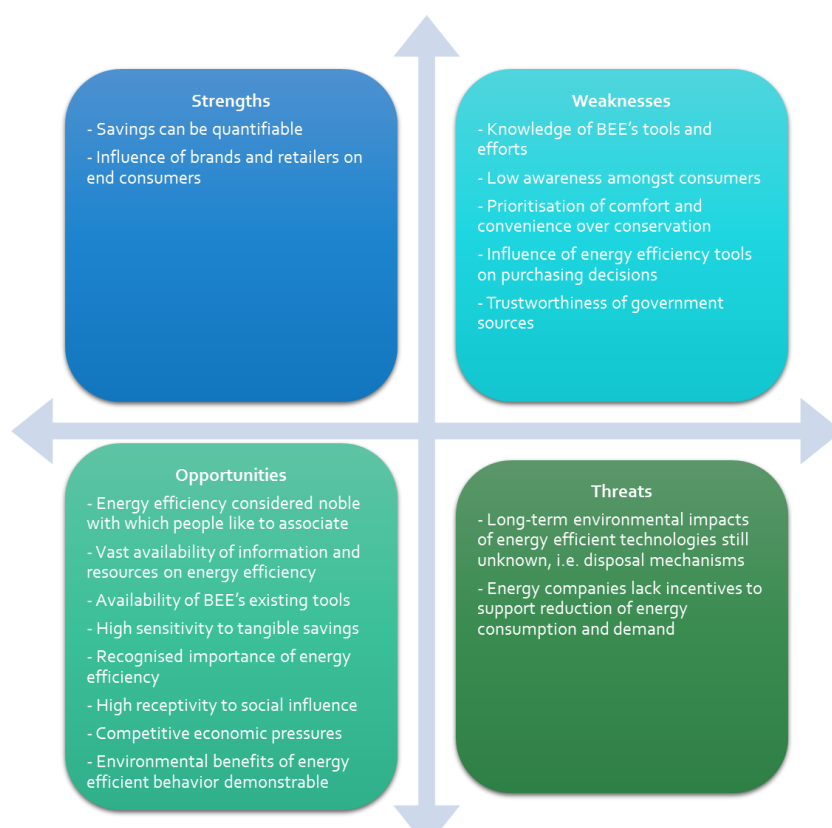 Strengths
- Savings can be quantifiable
- Influence of brands and retailers on
end consumers
Weaknesses
- Knowledge of BEE’s tools and
efforts
- Low awareness amongst consumers
- Prioritisation of comfort and
convenience over conservation
- Influence of energy efficiency tools
on purchasing decisions
- Trustworthiness of government
sources
Opportunities
- Energy efficiency considered noble
with which people like to associate
- Vast availability of information and
resources on energy efficiency
- Availability of BEE’s existing tools
- High sensitivity to tangible savings
- Recognised importance of energy
efficiency
- High receptivity to social influence
- Competitive economic pressures
- Environmental benefits of energy
efficient behavior demonstrable
Threats
- Long-term environmental impacts
of energy efficient technologies still
unknown, i.e. disposal mechanisms
- Energy companies lack incentives to
support reduction of energy
consumption and demand